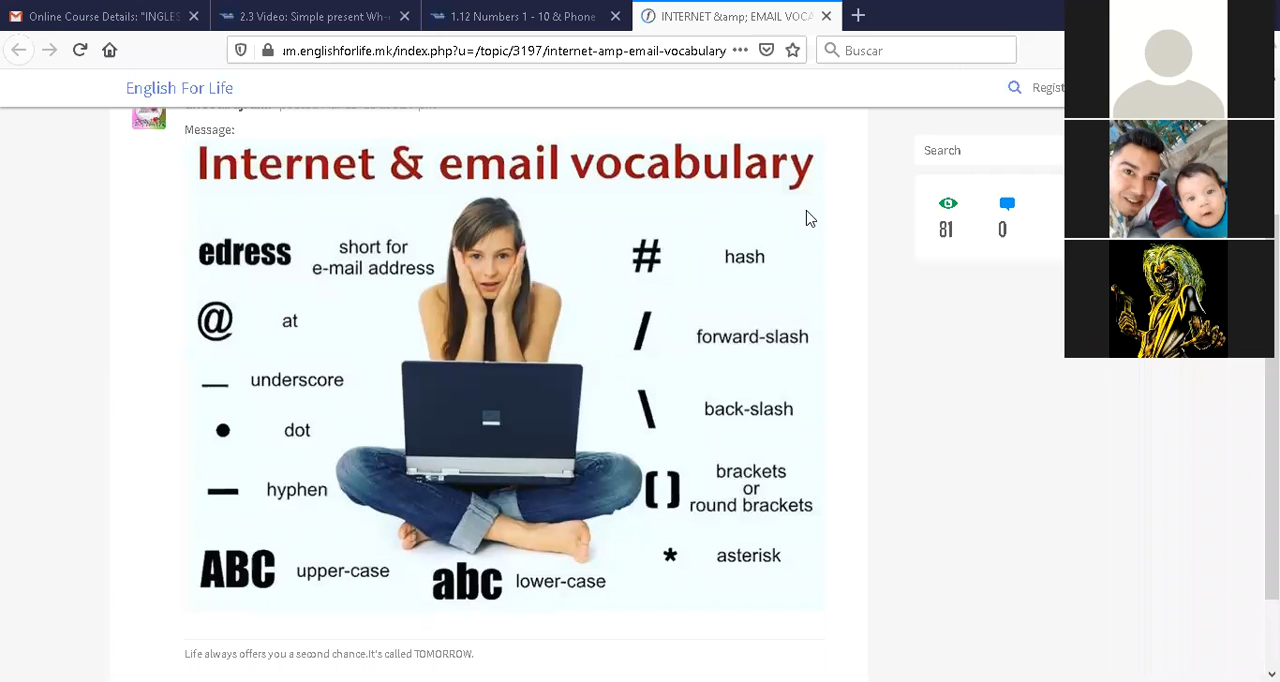 Online Course Details: "INGLES
2.3 Video: Simple present Wh-
1.12 Numbers 1 - 10 & Phone
INTERNET &amp; EMAIL VOCA
um.englishforlife.mk/index.php?u=/topic/3197/internet-amp-email-vocabulary
Buscar
English For Life
Regist
Message:
Search
Internet & email vocabulary
81
0
edress
short for
e-mail address
#
hash
@
at
/
forward-slash
_
underscore
\
back-slash
•
dot
-
hyphen
( )
brackets
or
round brackets
*
asterisk
ABC
upper-case
abc
lower-case
Life always offers you a second chance.It's called TOMORROW.